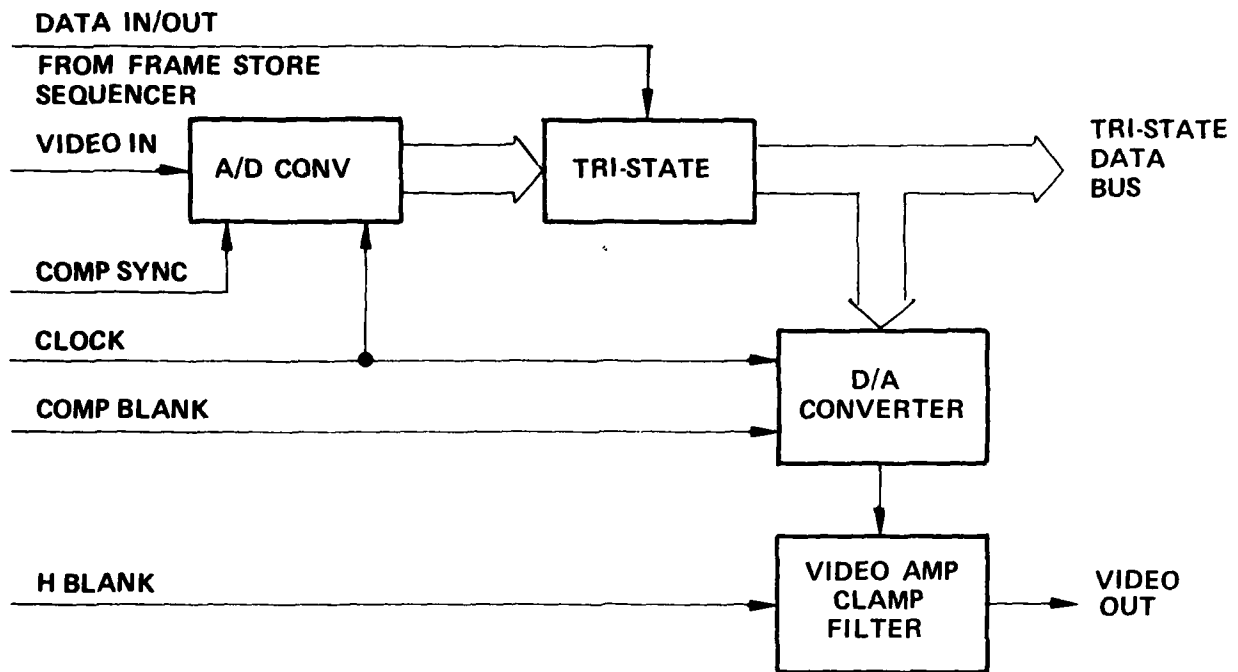 DATA IN/OUT
FROM FRAME STORE
SEQUENCER
VIDEO IN
A/D CONV
TRI-STATE
TRI-STATE
DATA
BUS
COMP SYNC
CLOCK
D/A
CONVERTER
COMP BLANK
H BLANK
VIDEO AMP
CLAMP
FILTER
VIDEO
OUT